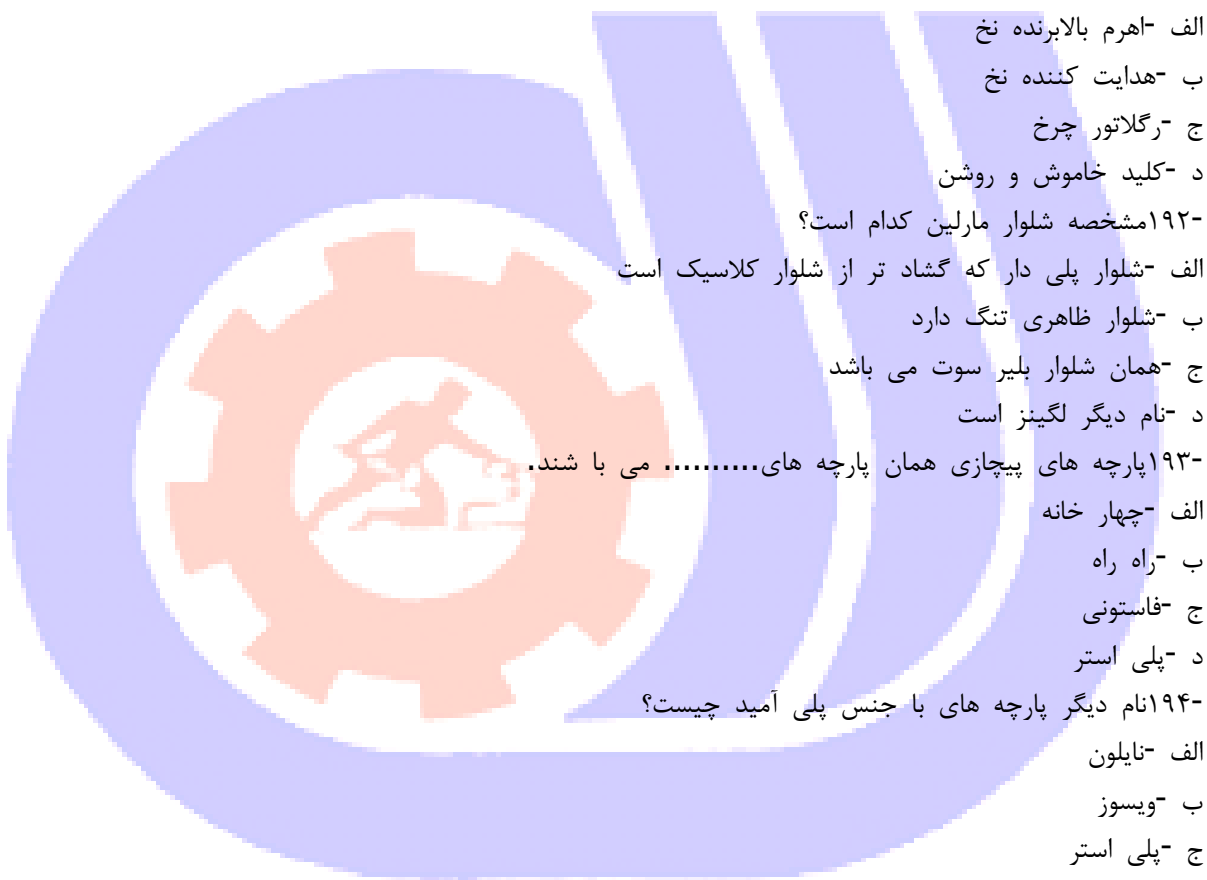 الف -اهرم بالابرنده نخ
ب -هدایت کننده نخ
ج -رگلاتور چرخ
د -کلید خاموش و روشن
-۱۹۲مشخصه شلوار مارلین کدام است؟
الف -شلوار پلی دار که گشاد تر از شلوار کلاسیک است
ب -شلوار ظاهری تنگ دارد
ج -همان شلوار بلیر سوت می باشد
د -نام دیگر لگینز است
-۱۹۳پارچه های پیچازی همان پارچه های.......... می با شند.
الف -چهار خانه
ب -راه راه
ج -فاستونی
د -پلی استر
-۱۹۴نام دیگر پارچه های با جنس پلی آمید چیست؟
الف -نایلون
ب -ویسوز
ج -پلی استر